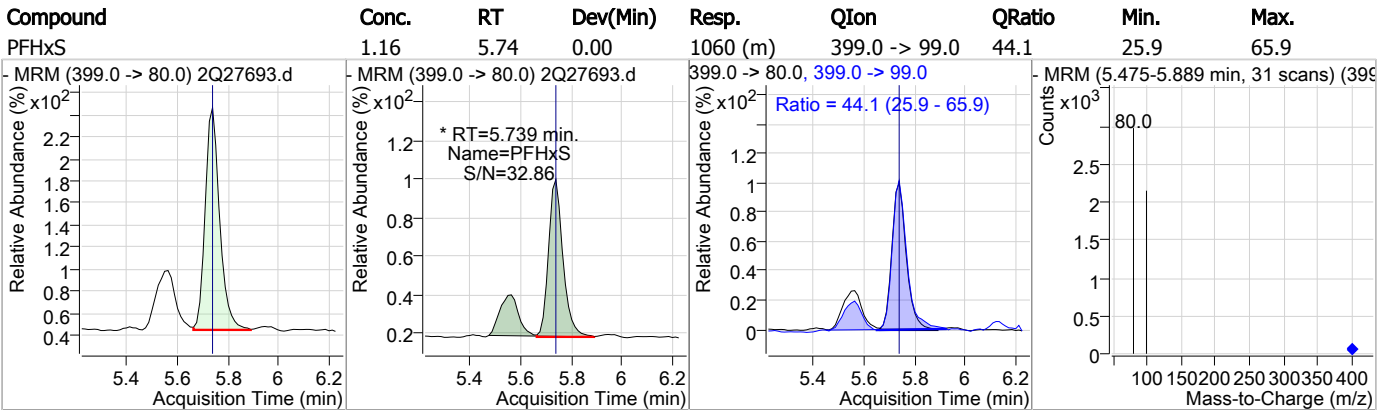 Compound Conc. RT Dev(Min) Resp. QIon QRatio Min. Max.
PFHxS 1.16 5.74 0.00 1060 (m) 399.0 -> 99.0 44.1 25.9 65.9
- MRM (399.0 -> 80.0) 2Q27693.d
Relative Abundance (%)
x10²
2.2
2
1.8
1.6
1.4
1.2
1
0.8
0.6
0.4
5.4 5.6 5.8 6 6.2
Acquisition Time (min)
- MRM (399.0 -> 80.0) 2Q27693.d
Relative Abundance (%)
x10²
* RT=5.739 min.
Name=PFHxS
S/N=32.86
1.2
1
0.8
0.6
0.4
0.2
5.4 5.6 5.8 6 6.2
Acquisition Time (min)
399.0 -> 80.0, 399.0 -> 99.0
Relative Abundance (%)
x10²
Ratio = 44.1 (25.9 - 65.9)
1.2
1
0.8
0.6
0.4
0.2
0
5.4 5.6 5.8 6 6.2
Acquisition Time (min)
- MRM (5.475-5.889 min, 31 scans) (399
Counts
x10³
80.0
2.5
2
1.5
1
0.5
0
100 150 200 250 300 350 400
Mass-to-Charge (m/z)